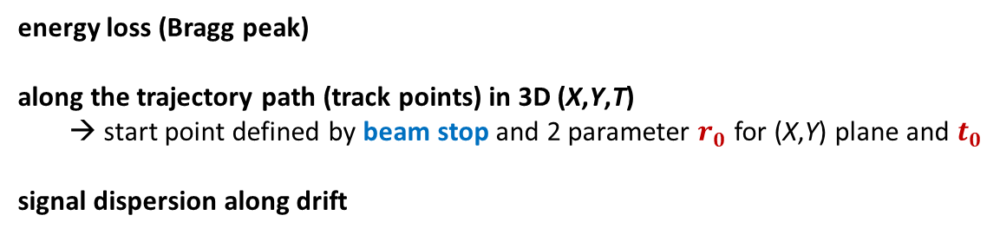 energy loss (Bragg peak)
along the trajectory path (track points) in 3D (X,Y,T)
→ start point defined by beam stop and 2 parameter r₀ for (X,Y) plane and t₀
signal dispersion along drift